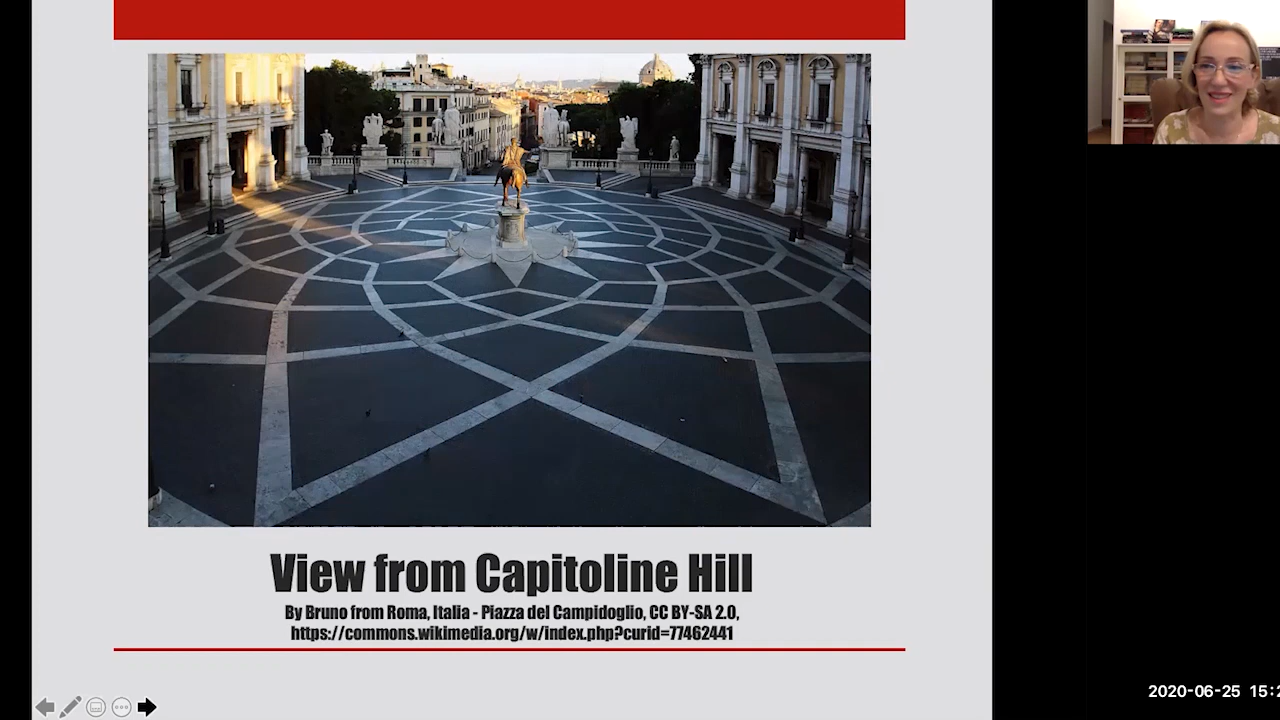 View from Capitoline Hill
By Bruno from Roma, Italia - Piazza del Campidoglio, CC BY-SA 2.0,
https://commons.wikimedia.org/w/index.php?curid=77462441
2020-06-25 15:2